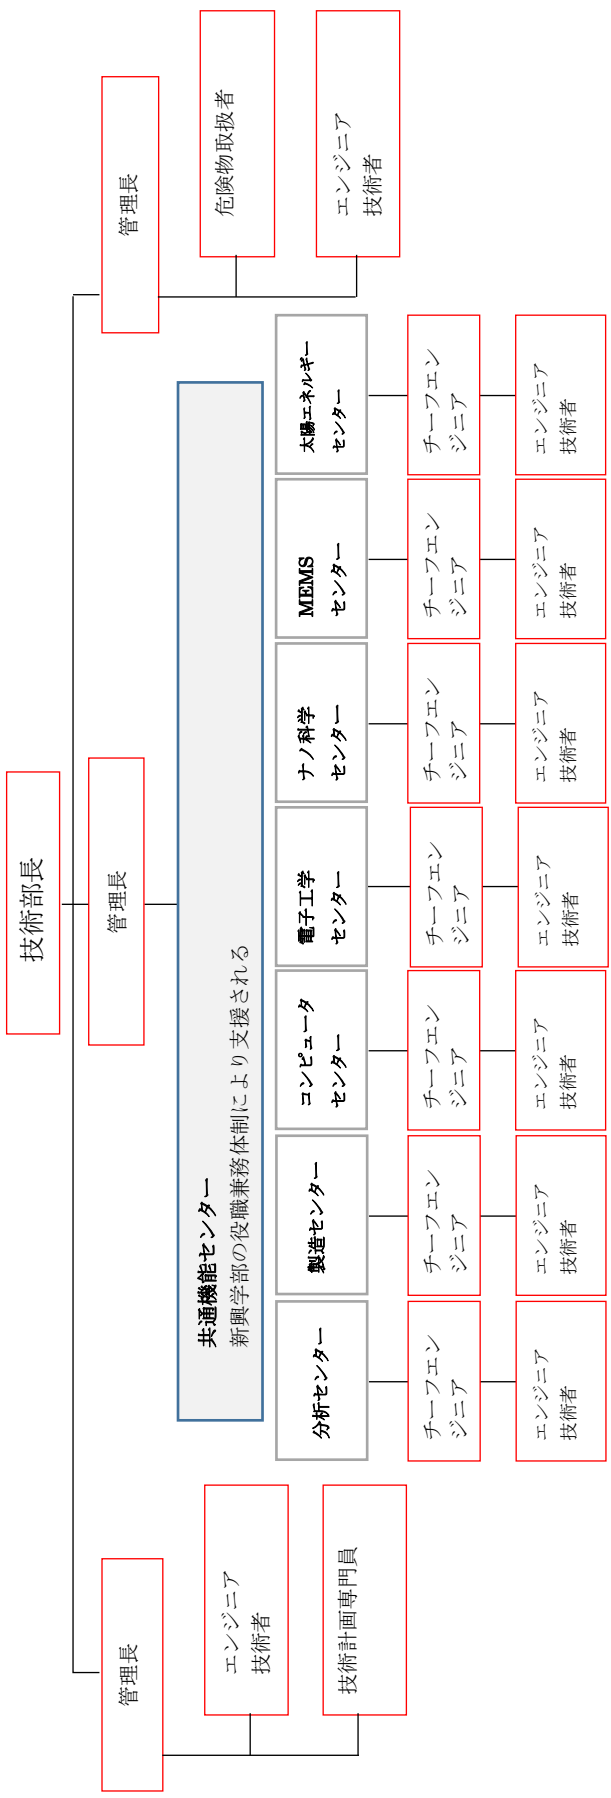 技術部長
管理長
エンジニア
技術者
技術計画専門員
管理長
共通機能センター
新興学部の役職兼務体制により支援される
分析センター
チーフエン
ジニア
エンジニア
技術者
製造センター
チーフエン
ジニア
エンジニア
技術者
コンピュータ
センター
チーフエン
ジニア
エンジニア
技術者
電子工学
センター
チーフエン
ジニア
エンジニア
技術者
ナノ科学
センター
チーフエン
ジニア
エンジニア
技術者
MEMS
センター
チーフエン
ジニア
エンジニア
技術者
太陽エネルギー
センター
チーフエン
ジニア
エンジニア
技術者
管理長
危険物取扱者
エンジニア
技術者